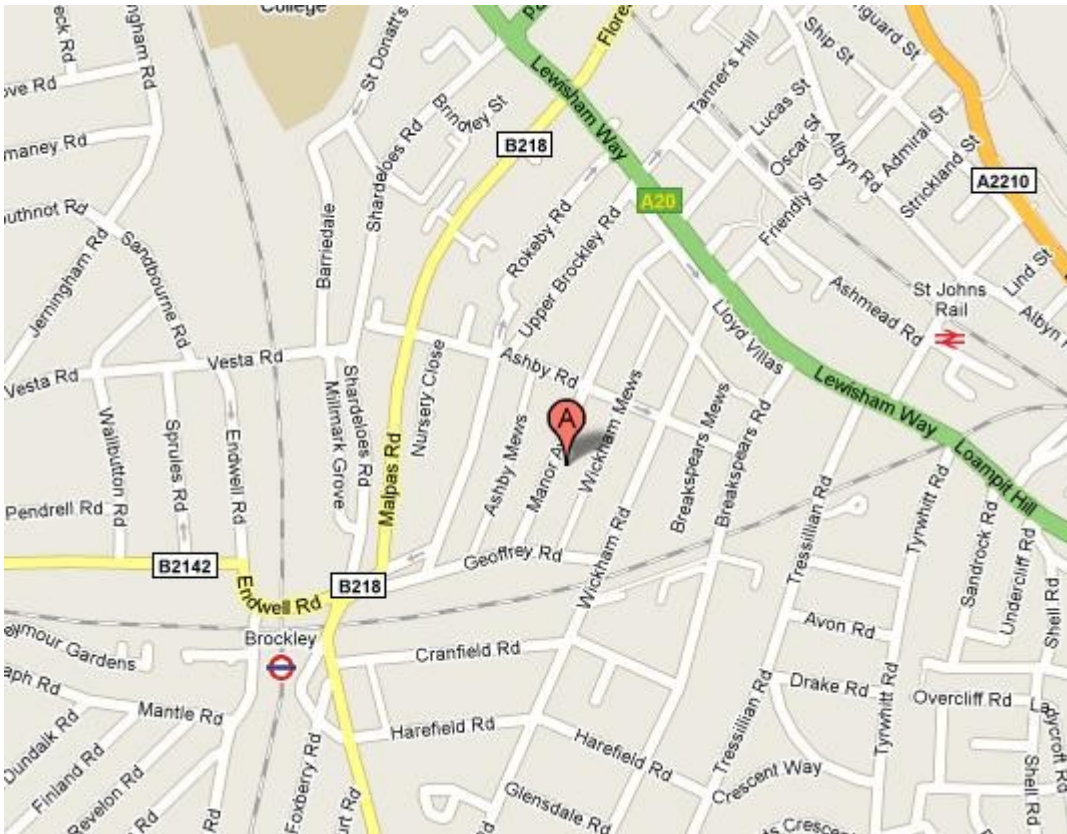 College
St Donatt's
Brindley St
B218
Lewisham Way
Tanner's Hill
Ship St
Lucas St
Oscar St
Albyn Rd
Admiral St
Strickland St
A2210
A20
Friendly St
Shardeloes Rd
Rokeby Rd
Upper Brockley Rd
Barriedale
Sandbourne Rd
Jerningham Rd
Ashmead Rd
St Johns
Rail
Lind St
Lloyd Villas
Vesta Rd
Vesta Rd
Ashby Rd
Nursery Close
Shardeloes Rd
Millmark Grove
Malpas Rd
Wallbutton Rd
Sprules Rd
Endwell Rd
Ashby Mews
A
Wickham Mews
Breakspears Mews
Breakspears Rd
Lewisham Way
Loampit Hill
Pendrell Rd
B2142
Endwell Rd
B218
Geoffrey Rd
Wickham Rd
Tressillian Rd
Tyrwhitt Rd
Sandrock Rd
Undercliff Rd
Shell Rd
Brockley
Cranfield Rd
Avon Rd
Drake Rd
Overcliff Rd
Ladycroft Rd
Mantle Rd
Harefield Rd
Harefield Rd
Tressillian Rd
Tyrwhitt Rd
Shell Rd
Dundalk Rd
Finland Rd
Revelon Rd
Foxberry Rd
Glensdale Rd
Crescent Way